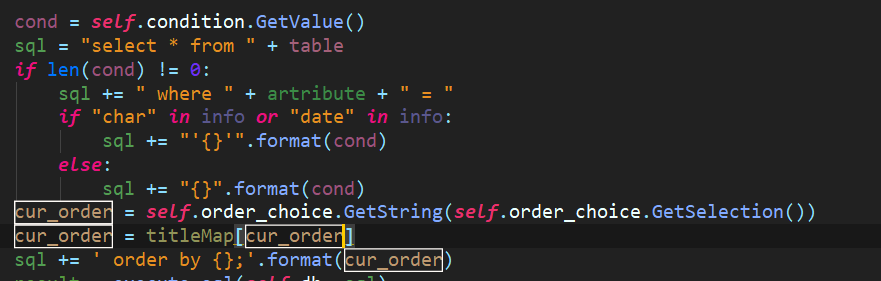 cond = self.condition.GetValue()
sql = "select * from " + table
if len(cond) != 0:
sql += " where " + artribute + " = "
if "char" in info or "date" in info:
sql += "'{}'".format(cond)
else:
sql += "{}".format(cond)
cur_order = self.order_choice.GetString(self.order_choice.GetSelection())
cur_order = titleMap[cur_order]
sql += ' order by {};'.format(cur_order)